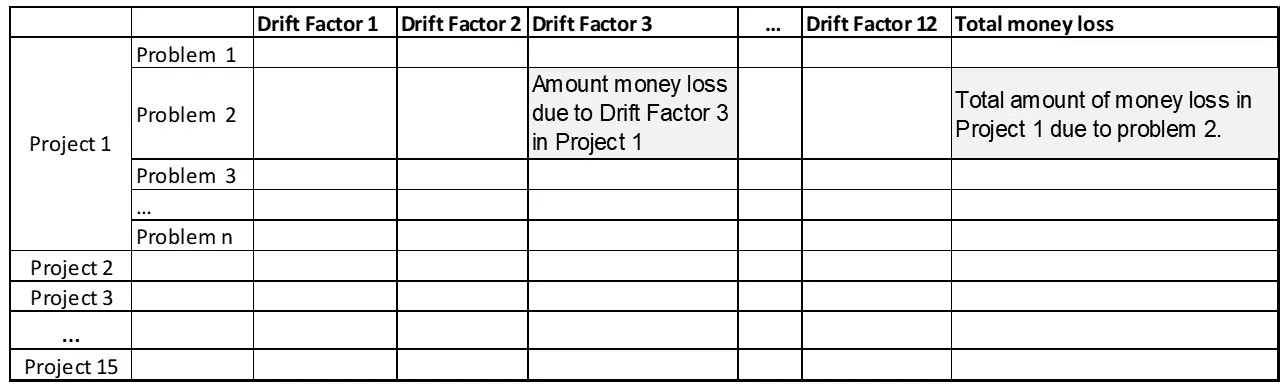 Drift Factor 1 Drift Factor 2 Drift Factor 3 ... Drift Factor 12 Total money loss
Project 1
Problem 1
Problem 2
Amount money loss
due to Drift Factor 3
in Project 1
Total amount of money loss in
Project 1 due to problem 2.
Problem 3
...
Problem n
Project 2
Project 3
...
Project 15